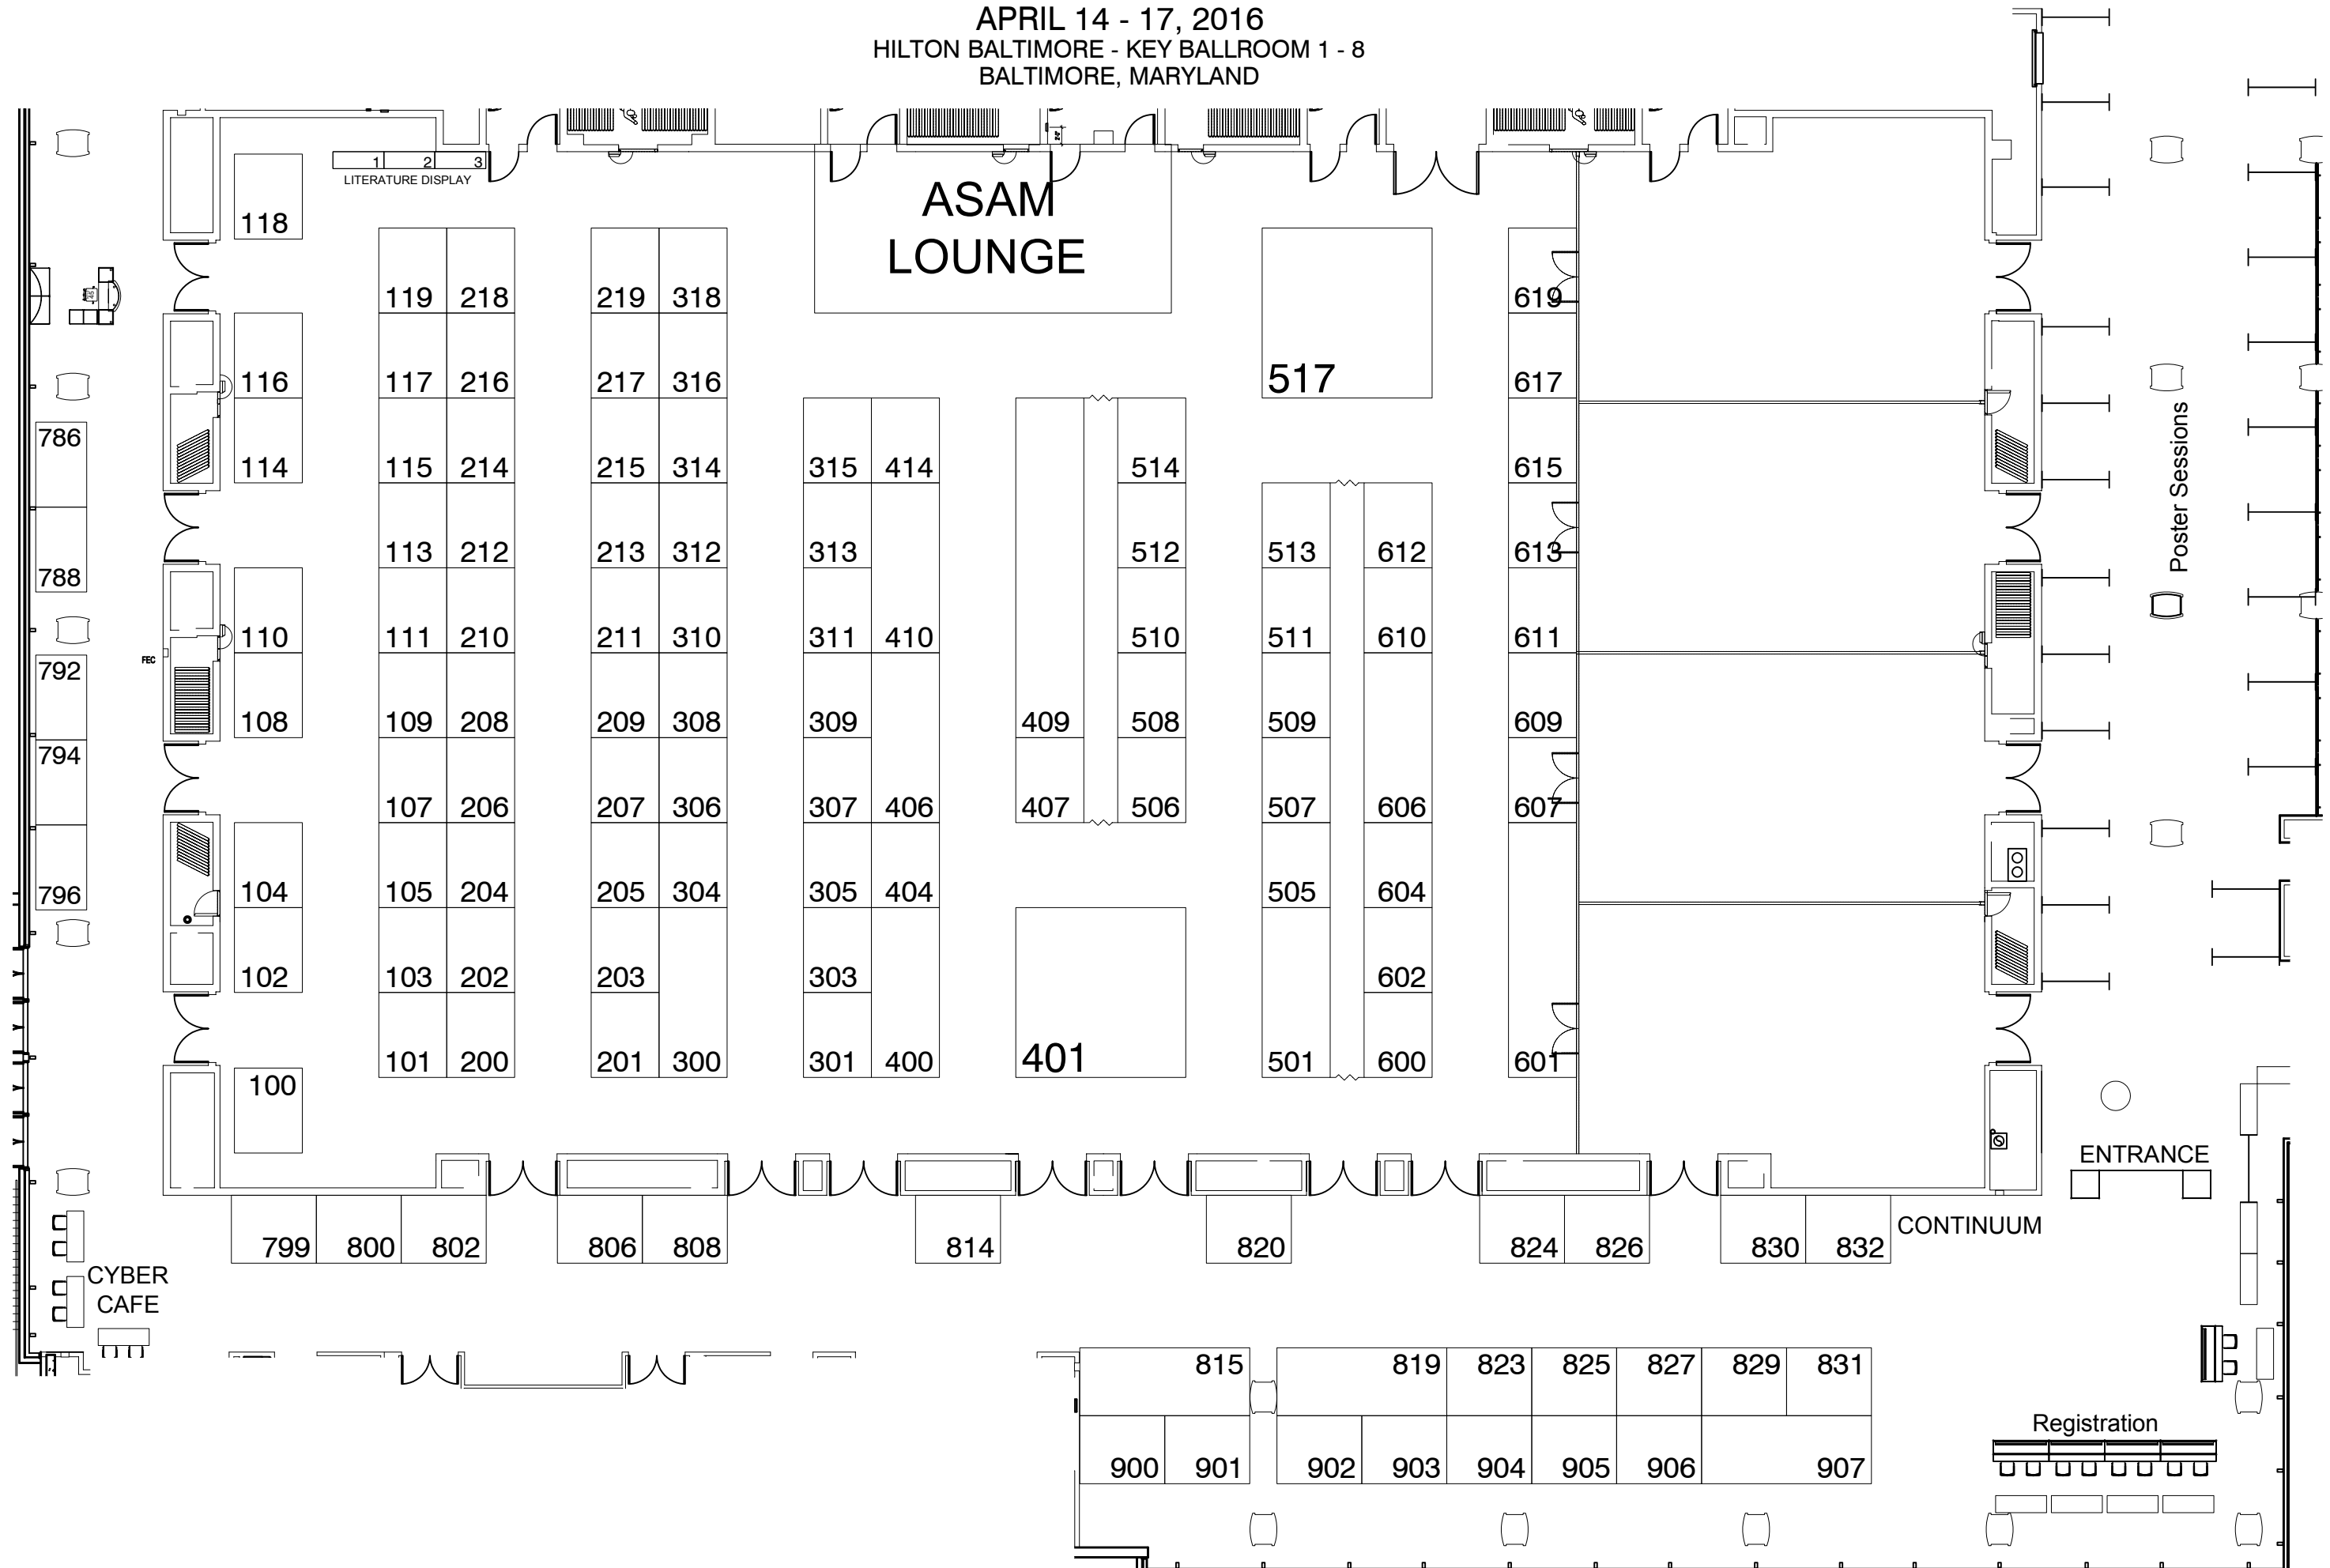 APRIL 14 - 17, 2016
HILTON BALTIMORE - KEY BALLROOM 1 - 8
BALTIMORE, MARYLAND
1 2 3
LITERATURE DISPLAY
ASAM
LOUNGE
118
119 218 219 318 619
116 117 216 217 316 517 617
786
114 115 214 215 314 315 414 514 615
Poster Sessions
113 212 213 312 313 512 513 612 613
788
110 111 210 211 310 311 410 510 511 610 611
FEC
792
108 109 208 209 308 309 409 508 509 609
794
107 206 207 306 307 406 407 506 507 606 607
796
104 105 204 205 304 305 404 505 604
102 103 202 203 303 602
101 200 201 300 301 400 401 501 600 601
100
ENTRANCE
CONTINUUM
799 800 802 806 808 814 820 824 826 830 832
CYBER
CAFE
815 819 823 825 827 829 831
Registration
900 901 902 903 904 905 906 907